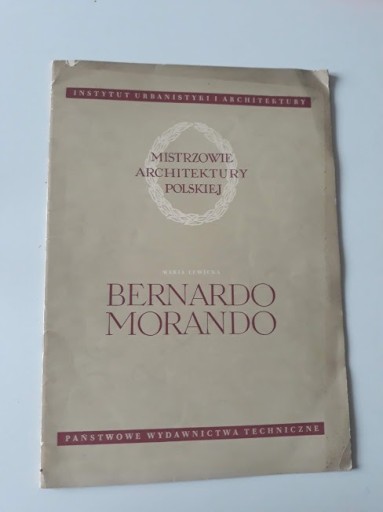 INSTYTUT URBANISTYKI I ARCHITEKTURY
MISTRZOWIE
ARCHITEKTURY
POLSKIEJ
BERNARDO
MORANDO
PAŃSTWOWE WYDAWNICTWA TECHNICZNE